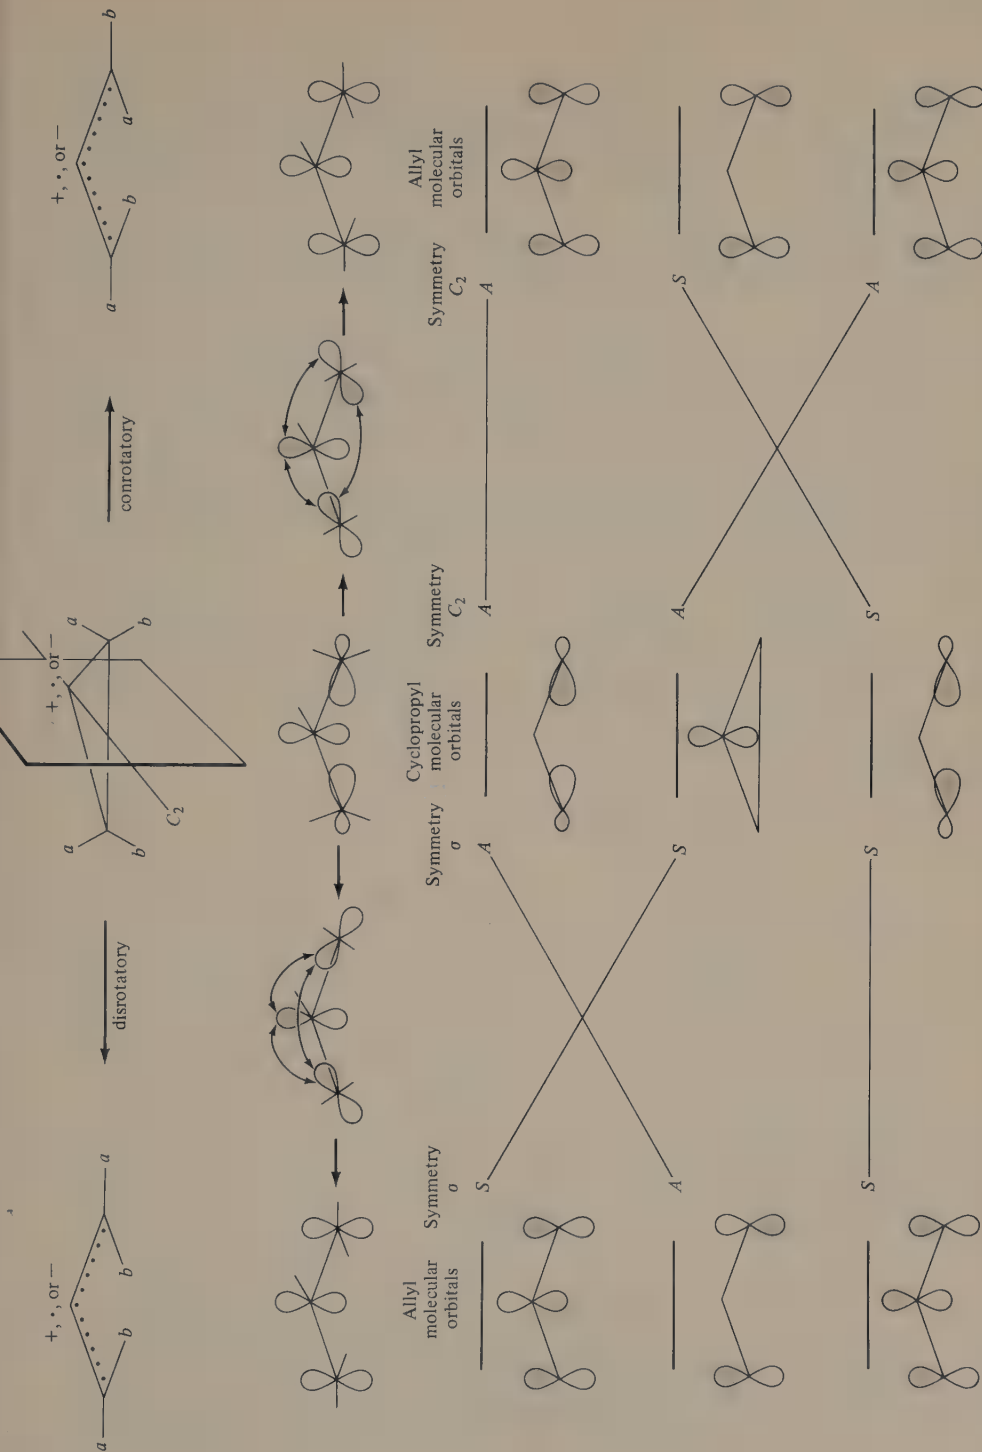 +, ·, or —
a
b
b
a
disrotatory
+, ·, or —
a
b
a
b
C₂
conrotatory
+, ·, or —
a
b
a
b
Allyl
molecular
orbitals
Symmetry
σ
Symmetry
σ
Cyclopropyl
molecular
orbitals
Symmetry
C₂
Symmetry
C₂
Allyl
molecular
orbitals
S A A A
A S A S
S S S A